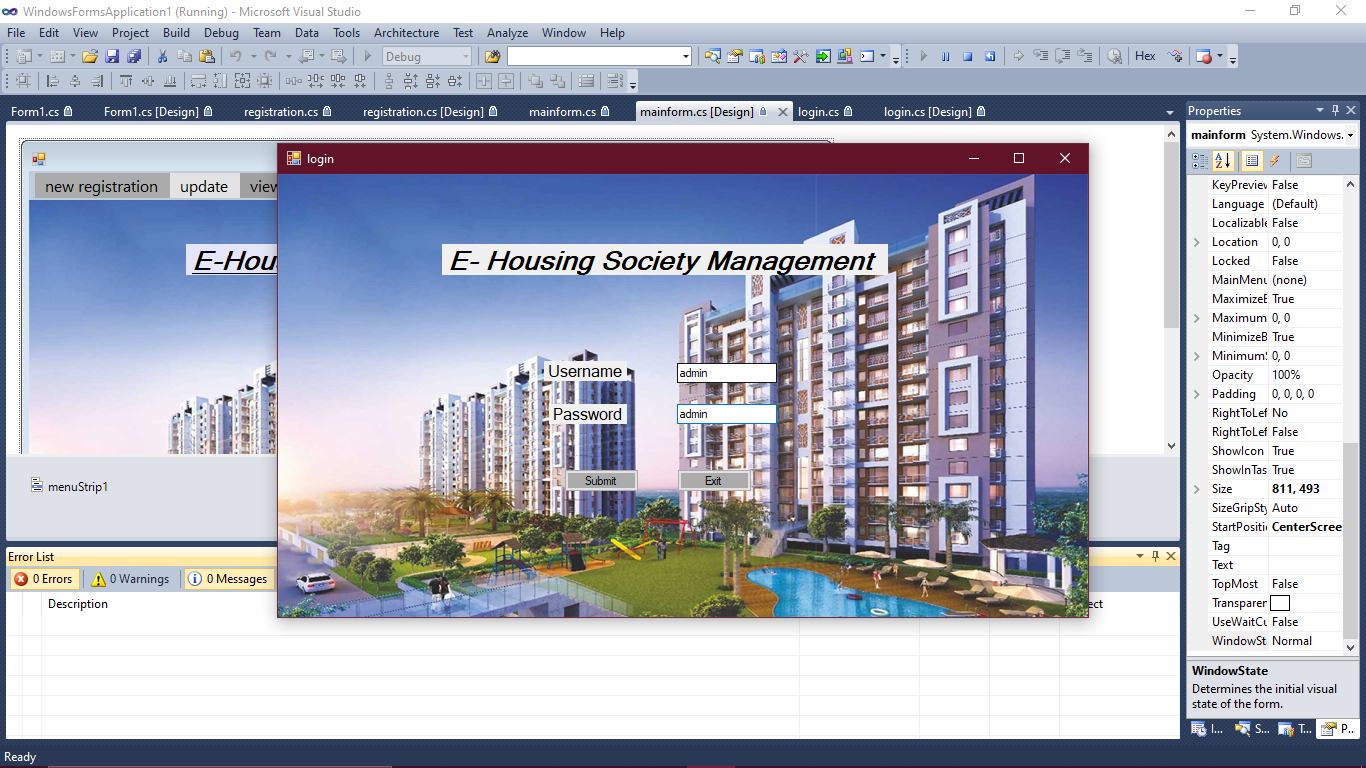 WindowsFormsApplication1 (Running) - Microsoft Visual Studio
File Edit View Project Build Debug Team Data Tools Architecture Test Analyze Window Help
Debug Hex
Form1.cs Form1.cs [Design] registration.cs registration.cs [Design] mainform.cs mainform.cs [Design] login.cs login.cs [Design]
new registration update view
E-Hou
menuStrip1
login
E- Housing Society Management
Username admin
Password admin
Submit Exit
Error List
0 Errors 0 Warnings 0 Messages
Description ect
Properties
mainform System.Windows.
KeyPreview False
Language (Default)
Localizable False
Location 0, 0
Locked False
MainMenu (none)
MaximizeB True
Maximum 0, 0
MinimizeB True
MinimumS 0, 0
Opacity 100%
Padding 0, 0, 0, 0
RightToLef No
RightToLef False
ShowIcon True
ShowInTas True
Size 811, 493
SizeGripSty Auto
StartPositio CenterScree
Tag
Text
TopMost False
Transparen
UseWaitCu False
WindowSta Normal
WindowState
Determines the initial visual
state of the form.
I... S... T... P...
Ready